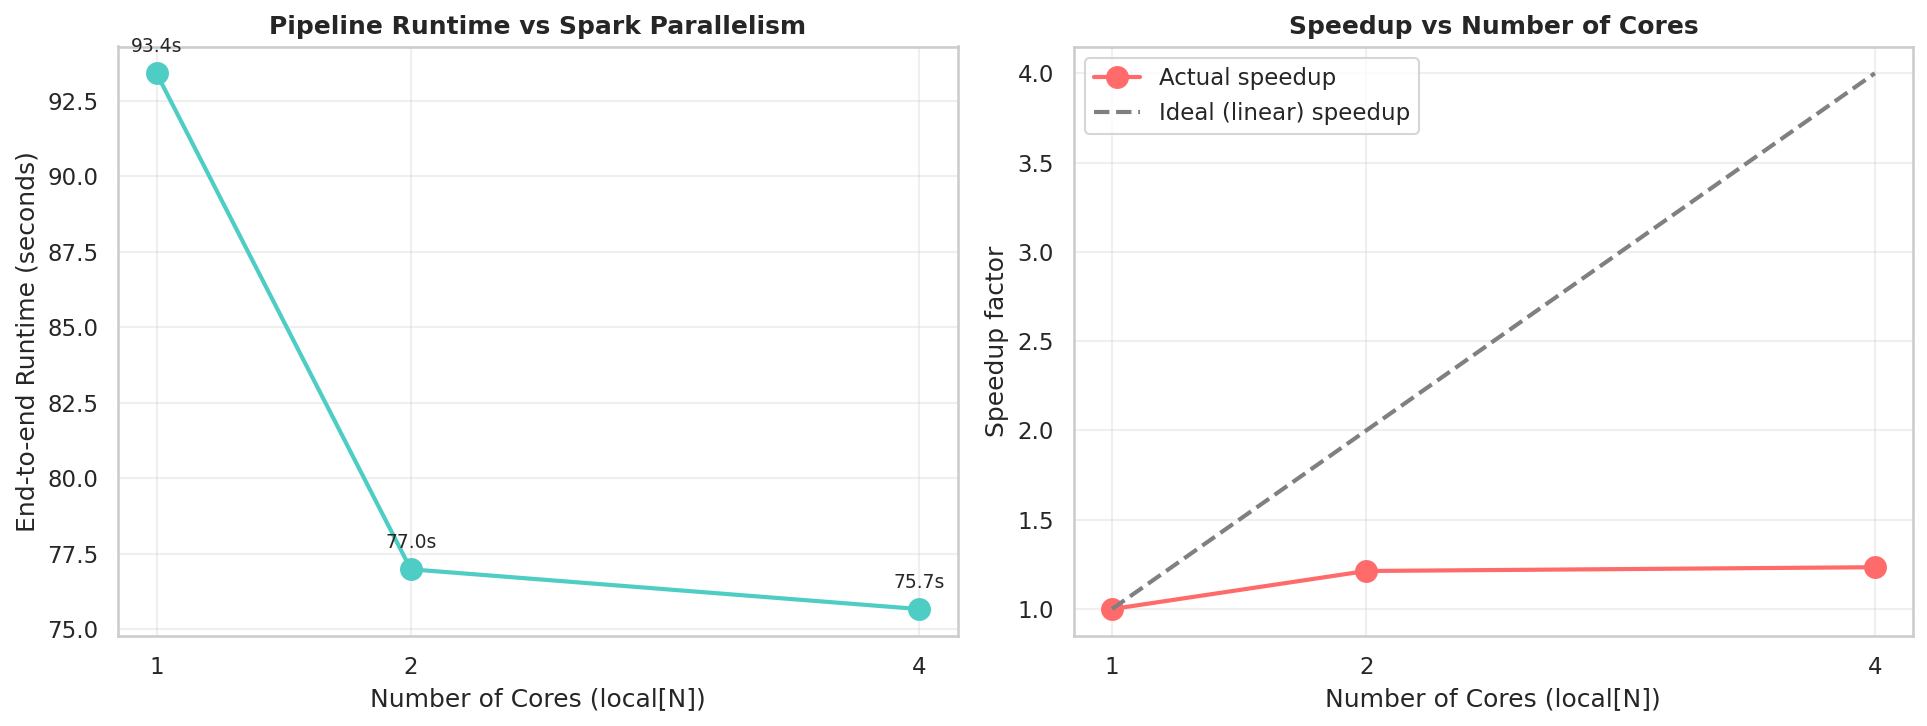 Pipeline Runtime vs Spark Parallelism
93.4s
92.5
90.0
87.5
85.0
82.5
80.0
77.5
75.0
End-to-end Runtime (seconds)
77.0s
75.7s
1
2
4
Number of Cores (local[N])
Speedup vs Number of Cores
Actual speedup
Ideal (linear) speedup
4.0
3.5
3.0
2.5
2.0
1.5
1.0
Speedup factor
1
2
4
Number of Cores (local[N])